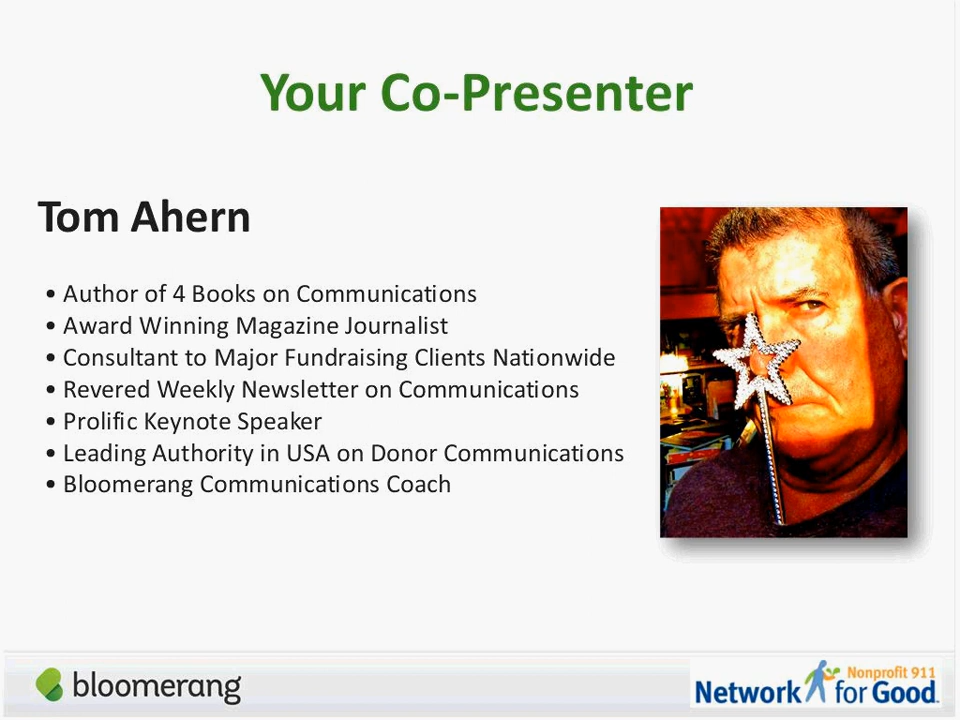 Your Co-Presenter
Tom Ahern
• Author of 4 Books on Communications
• Award Winning Magazine Journalist
• Consultant to Major Fundraising Clients Nationwide
• Revered Weekly Newsletter on Communications
• Prolific Keynote Speaker
• Leading Authority in USA on Donor Communications
• Bloomerang Communications Coach
bloomerang
Nonprofit 911
Network for Good.